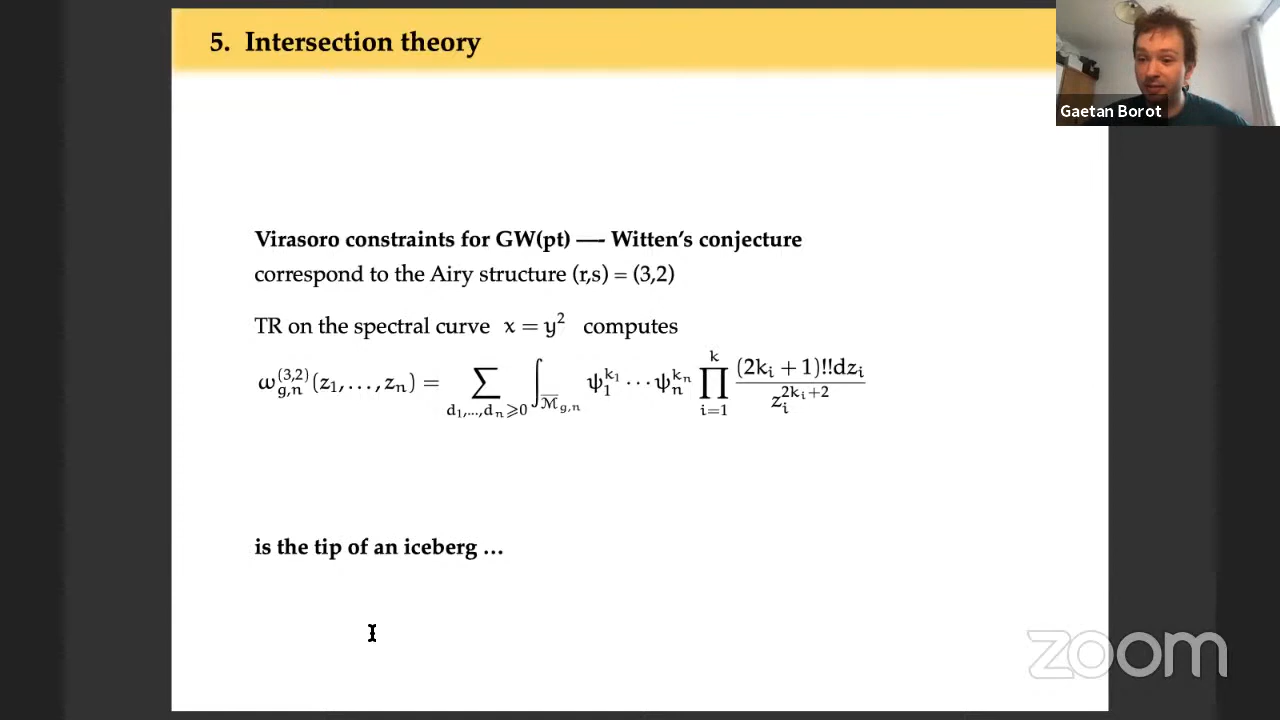 5. Intersection theory
Gaetan Borot
Virasoro constraints for GW(pt) — Witten's conjecture
correspond to the Airy structure (r,s) = (3,2)
TR on the spectral curve x = y² computes
ω_{g,n}^{(3,2)}(z₁, …, zₙ) = ∑_{d₁,…,dₙ⩾0} ∫_{\overline{M}_{g,n}} ψ₁^{k₁} ⋯ ψₙ^{kₙ} ∏_{i=1}^{k} (2kᵢ + 1)!!dzᵢ / zᵢ^{2kᵢ+2}
is the tip of an iceberg …
zoom